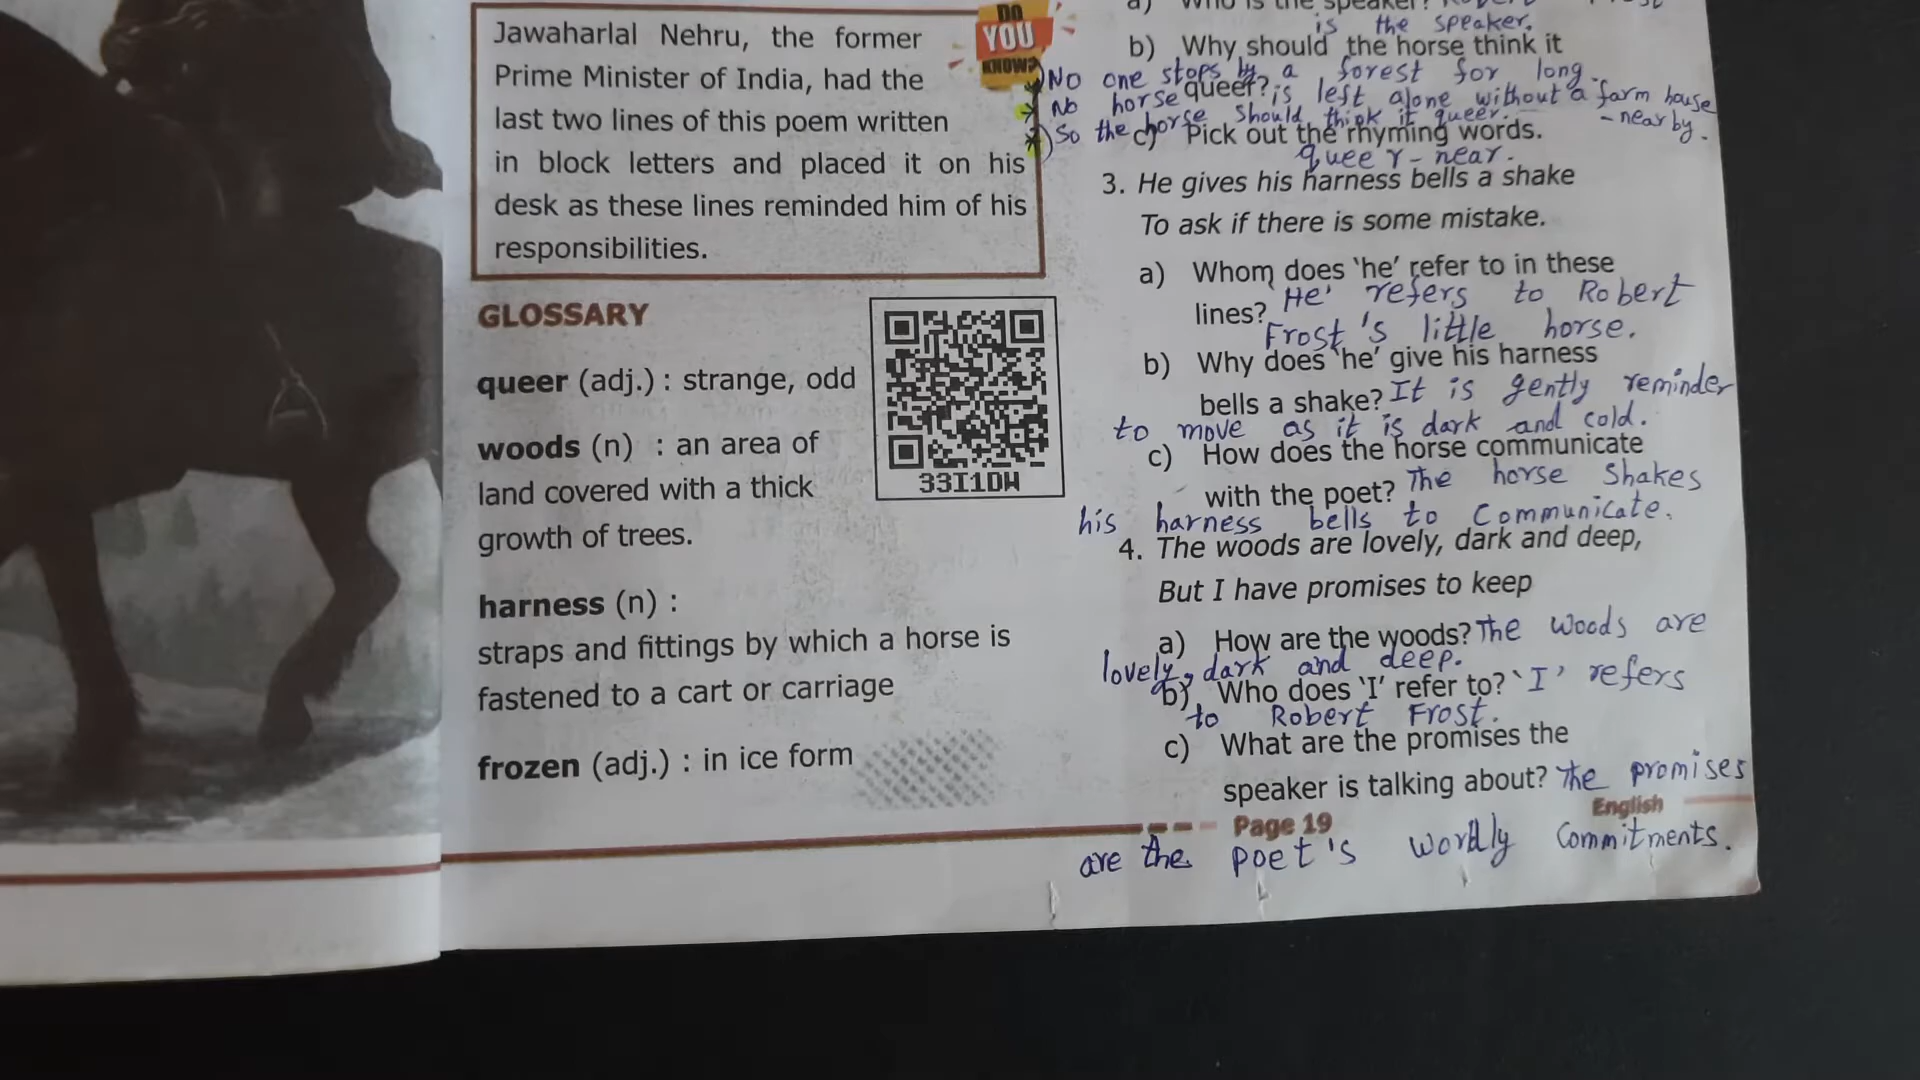 Jawaharlal Nehru, the former
Prime Minister of India, had the
last two lines of this poem written
in block letters and placed it on his
desk as these lines reminded him of his
responsibilities.
DO
YOU
KNOW?
GLOSSARY
queer (adj.) : strange, odd
woods (n) : an area of
land covered with a thick
growth of trees.
harness (n) :
straps and fittings by which a horse is
fastened to a cart or carriage
frozen (adj.) : in ice form
33I1DW
a) Who is the speaker?
is the speaker.
b) Why should the horse think it
No one stops by a forest for long.
queer?
No horse is left alone without a farm house
- near by.
So the horse should think it queer.
c) Pick out the rhyming words.
queer - near.
3. He gives his harness bells a shake
To ask if there is some mistake.
a) Whom does 'he' refer to in these
lines? He' refers to Robert
Frost's little horse.
b) Why does 'he' give his harness
bells a shake? It is gently reminder
to move as it is dark and cold.
c) How does the horse communicate
with the poet? The horse shakes
his harness bells to communicate.
4. The woods are lovely, dark and deep,
But I have promises to keep
a) How are the woods? The woods are
lovely, dark and deep.
b) Who does 'I' refer to? 'I' refers
to Robert Frost.
c) What are the promises the
speaker is talking about? The promises
English
Page 19
are the poet's wordly commitments.